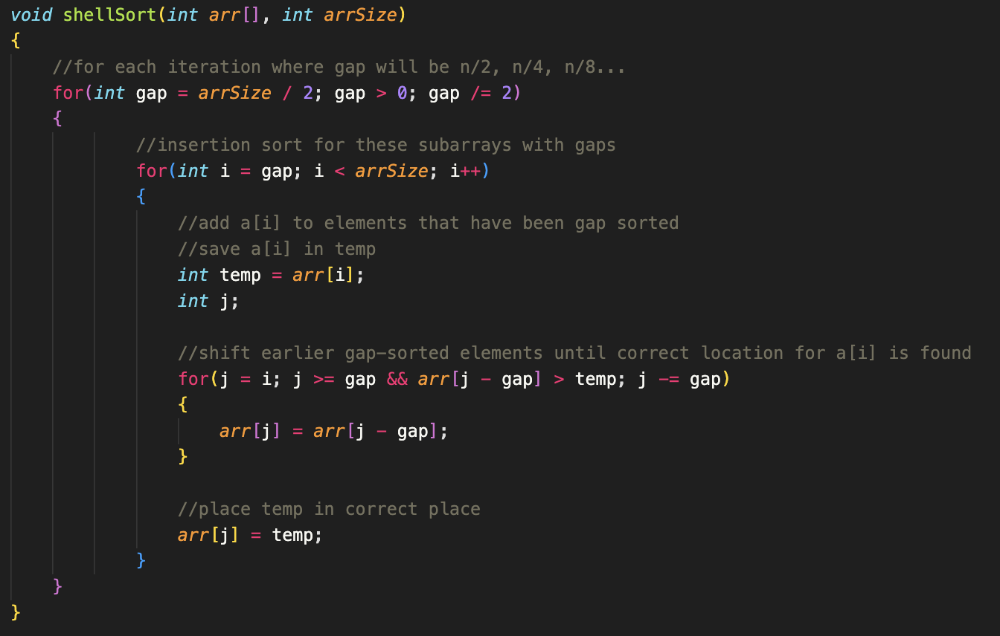 void shellSort(int arr[], int arrSize)
{
    //for each iteration where gap will be n/2, n/4, n/8...
    for(int gap = arrSize / 2; gap > 0; gap /= 2)
    {
            //insertion sort for these subarrays with gaps
            for(int i = gap; i < arrSize; i++)
            {
                //add a[i] to elements that have been gap sorted
                //save a[i] in temp
                int temp = arr[i];
                int j;

                //shift earlier gap-sorted elements until correct location for a[i] is found
                for(j = i; j >= gap && arr[j - gap] > temp; j -= gap)
                {
                    arr[j] = arr[j - gap];
                }

                //place temp in correct place
                arr[j] = temp;
            }
    }
}